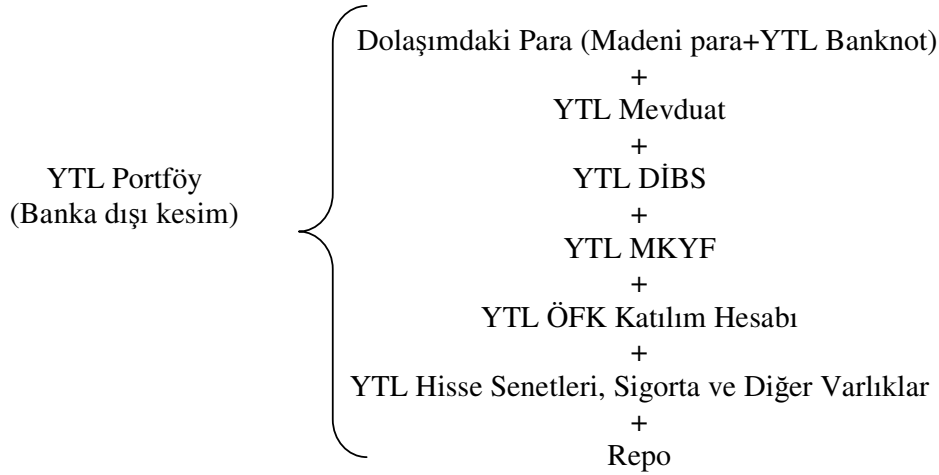 Dolaşımdaki Para (Madeni para+YTL Banknot)
+
YTL Mevduat
+
YTL DİBS
+
YTL MKYF
+
YTL ÖFK Katılım Hesabı
+
YTL Hisse Senetleri, Sigorta ve Diğer Varlıklar
+
Repo
YTL Portföy
(Banka dışı kesim)